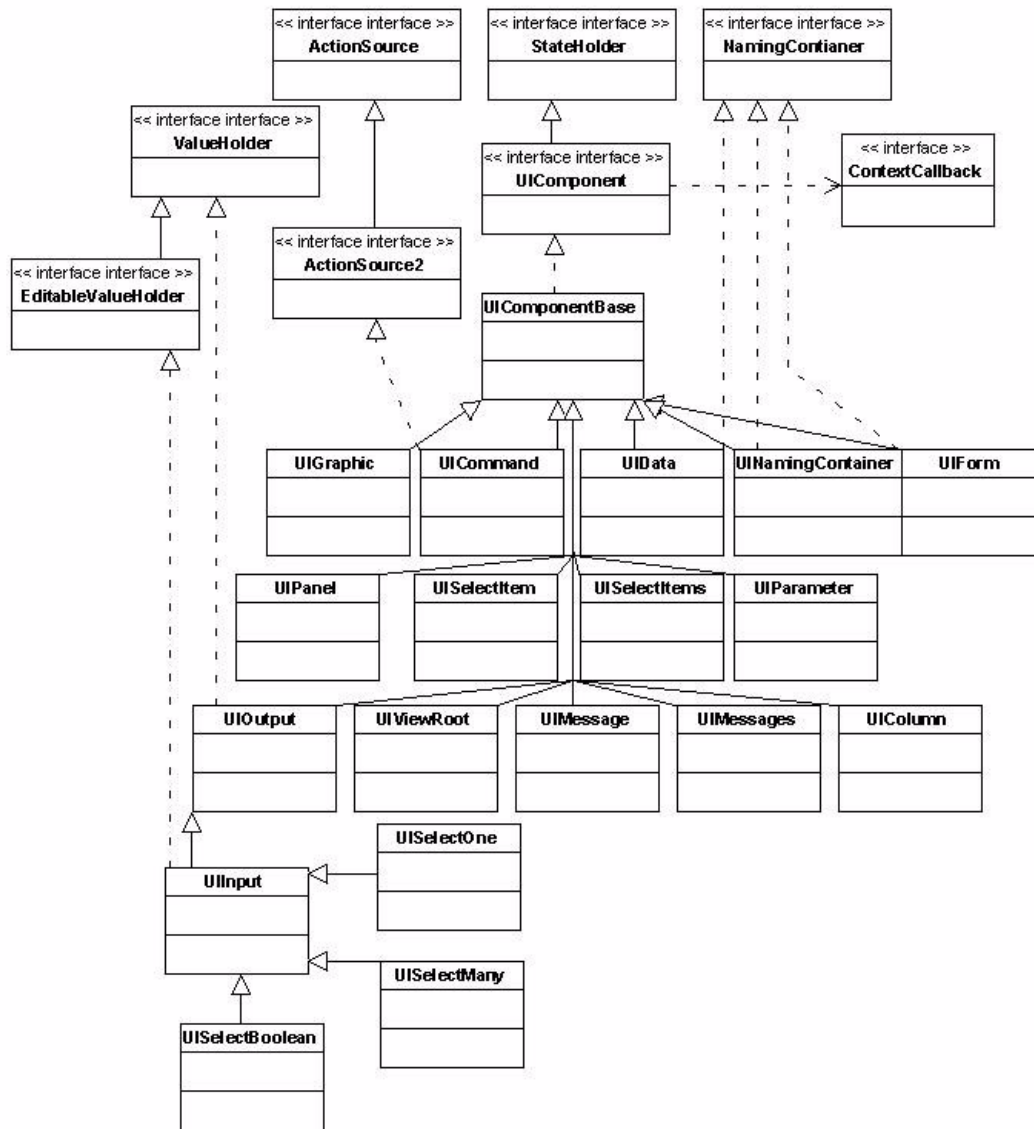 << interface interface >>
ActionSource
<< interface interface >>
StateHolder
<< interface interface >>
NamingContianer
<< interface interface >>
ValueHolder
<< interface interface >>
UIComponent
<< interface >>
ContextCallback
<< interface interface >>
ActionSource2
<< interface interface >>
EditableValueHolder
UIComponentBase
UIGraphic
UICommand
UIData
UINamingContainer
UIForm
UIPanel
UISelectItem
UISelectItems
UIParameter
UIOutput
UIViewRoot
UIMessage
UIMessages
UIColumn
UISelectOne
UIInput
UISelectMany
UISelectBoolean